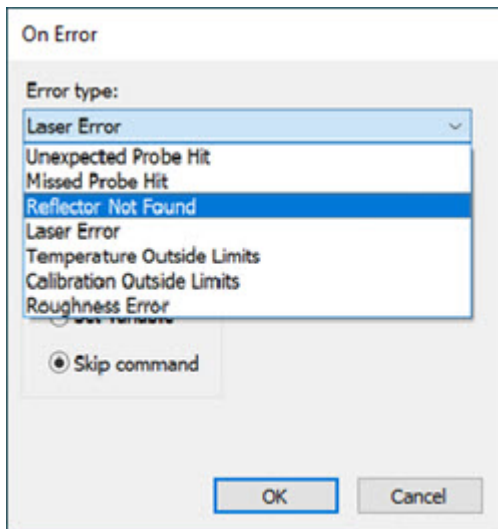 On Error
Error type:
Laser Error
Unexpected Probe Hit
Missed Probe Hit
Reflector Not Found
Laser Error
Temperature Outside Limits
Calibration Outside Limits
Roughness Error
Skip command
OK
Cancel